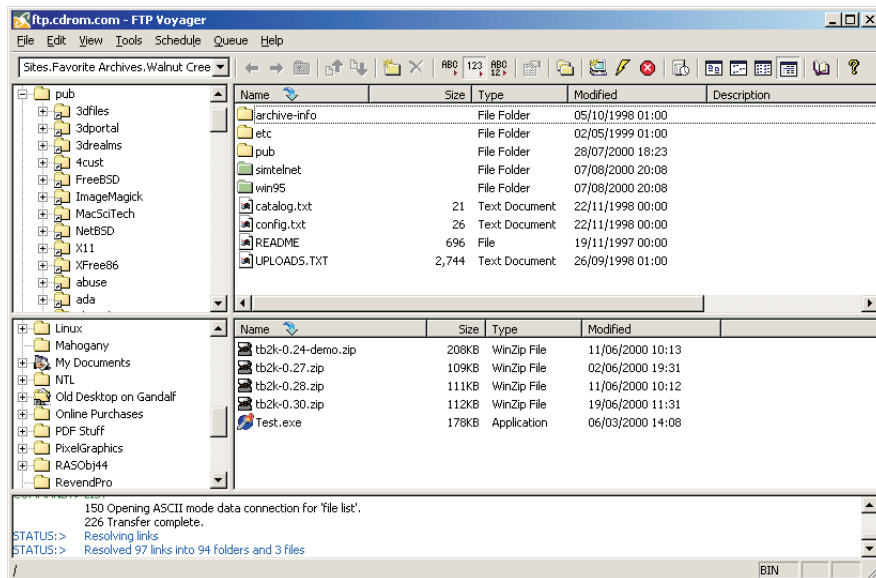 ftp.cdrom.com - FTP Voyager
File Edit View Tools Schedule Queue Help
Sites.Favorite Archives.Walnut Cree
ABC 123 ABC 12
pub
3dfiles
3dportal
3drealms
4cust
FreeBSD
ImageMagick
MacSciTech
NetBSD
X11
XFree86
abuse
ada
Name Size Type Modified Description
archive-info File Folder 05/10/1998 01:00
etc File Folder 02/05/1999 01:00
pub File Folder 28/07/2000 18:23
simtelnet File Folder 07/08/2000 20:08
win95 File Folder 07/08/2000 20:08
catalog.txt 21 Text Document 22/11/1998 00:00
config.txt 26 Text Document 22/11/1998 00:00
README 696 File 19/11/1997 00:00
UPLOADS.TXT 2,744 Text Document 26/09/1998 01:00
Linux
Mahogany
My Documents
NTL
Old Desktop on Gandalf
Online Purchases
PDF Stuff
PixelGraphics
RASObj44
RevendPro
Name Size Type Modified
tb2k-0.24-demo.zip 208KB WinZip File 11/06/2000 10:13
tb2k-0.27.zip 109KB WinZip File 02/06/2000 19:31
tb2k-0.28.zip 111KB WinZip File 11/06/2000 10:12
tb2k-0.30.zip 112KB WinZip File 19/06/2000 11:31
Test.exe 178KB Application 06/03/2000 14:08
COMMAND:> LIST
150 Opening ASCII mode data connection for 'file list'.
226 Transfer complete.
STATUS:> Resolving links
STATUS:> Resolved 97 links into 94 folders and 3 files
/ BIN